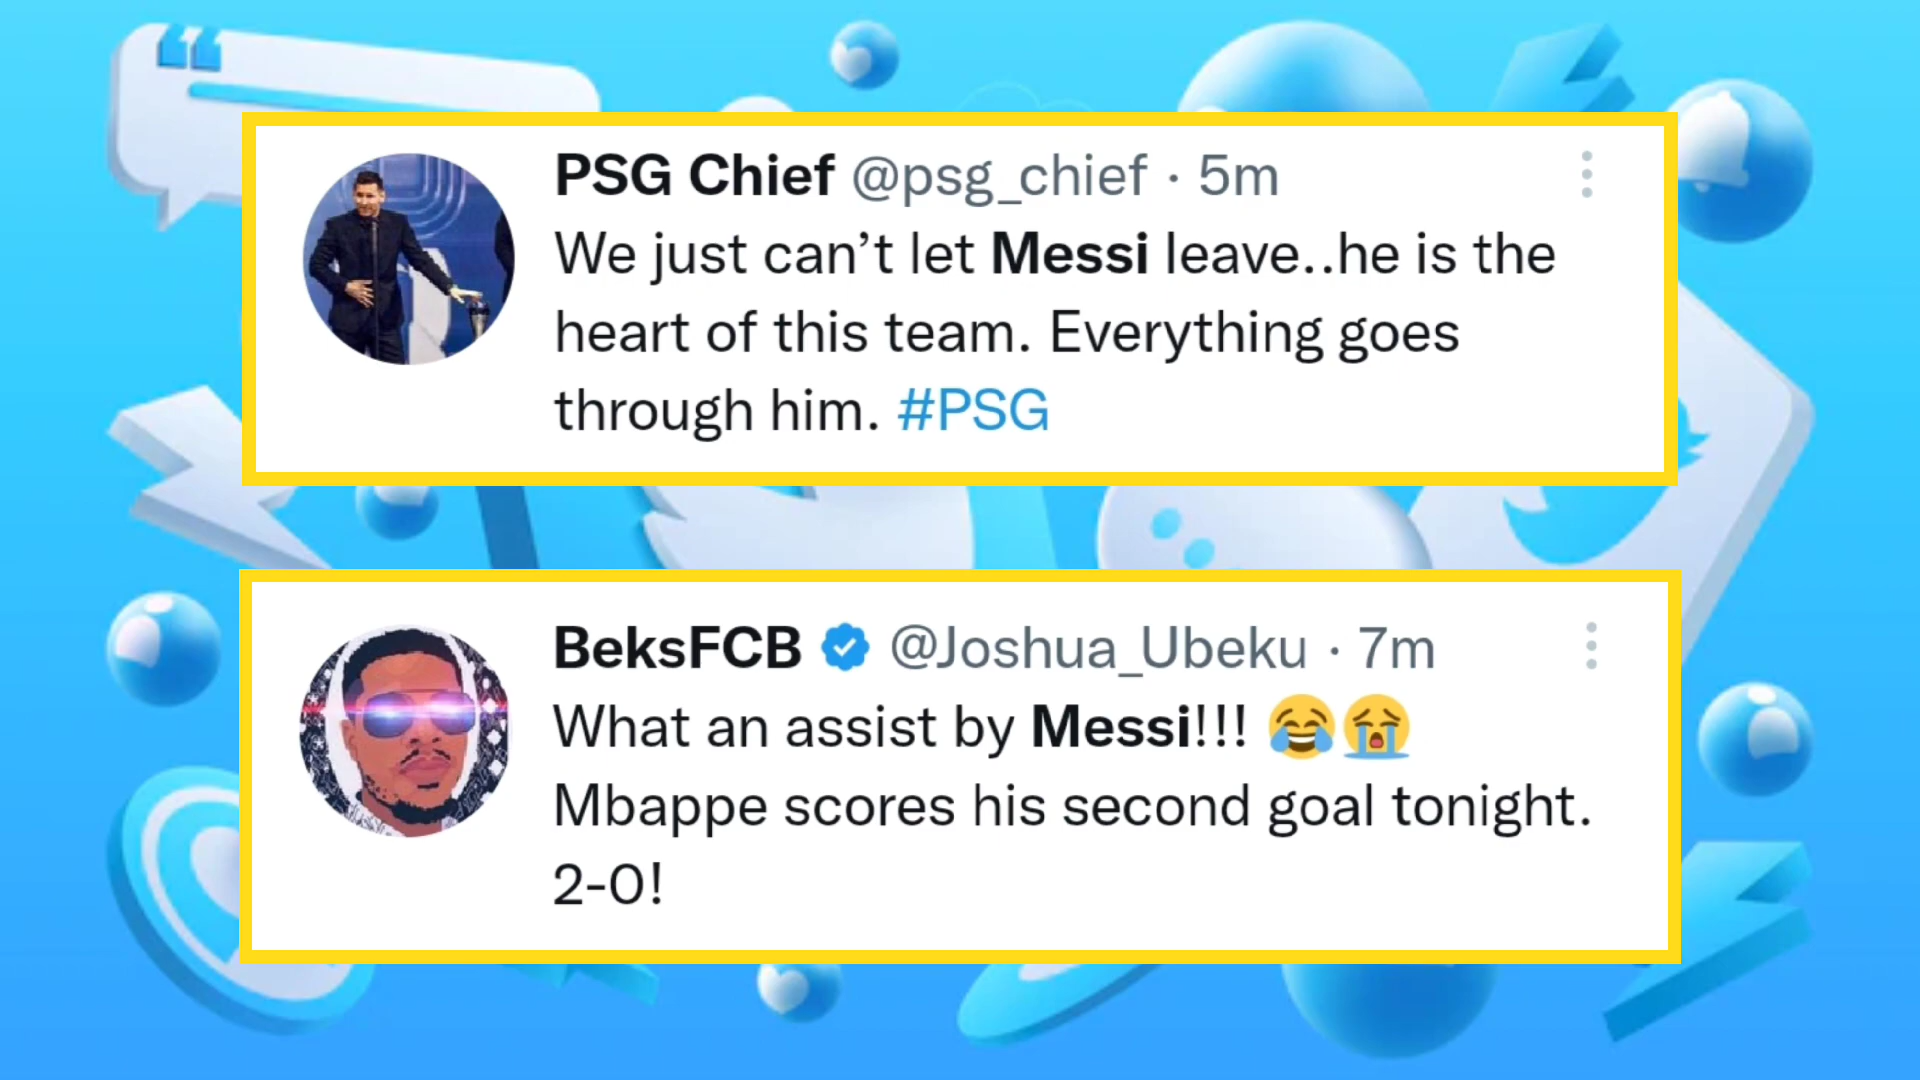 PSG Chief @psg_chief · 5m
We just can’t let Messi leave..he is the
heart of this team. Everything goes
through him. #PSG
BeksFCB @Joshua_Ubeku · 7m
What an assist by Messi!!! 😂😭
Mbappe scores his second goal tonight.
2-0!